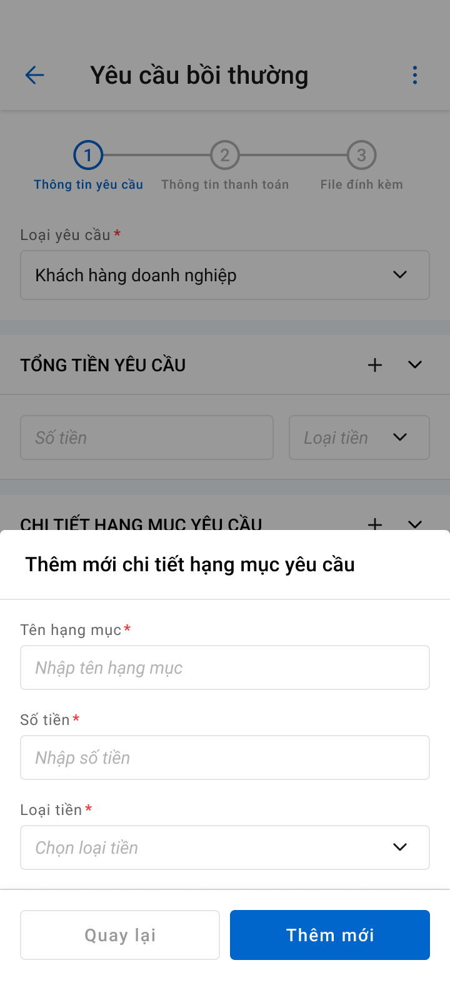 Yêu cầu bồi thường
1 2 3
Thông tin yêu cầu Thông tin thanh toán File đính kèm
Loại yêu cầu *
Khách hàng doanh nghiệp
TỔNG TIỀN YÊU CẦU
Số tiền Loại tiền
CHI TIẾT HẠNG MỤC YÊU CẦU
Thêm mới chi tiết hạng mục yêu cầu
Tên hạng mục *
Nhập tên hạng mục
Số tiền *
Nhập số tiền
Loại tiền *
Chọn loại tiền
Quay lại Thêm mới